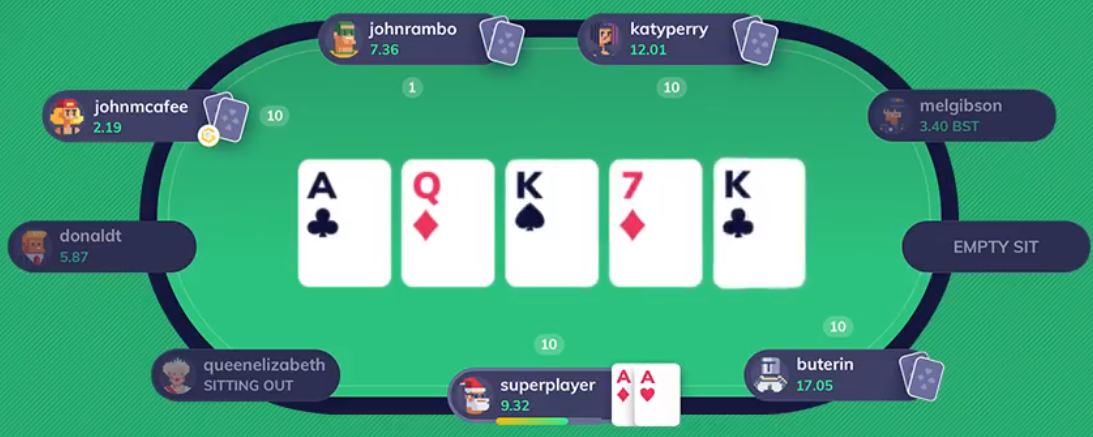 johnrambo
7.36
katyperry
12.01
1
10
johnmcafee
2.19
10
melgibson
3.40 BST
A
Q
K
7
K
donaldt
5.87
EMPTY SIT
queenelizabeth
SITTING OUT
10
10
superplayer
9.32
A
A
buterin
17.05